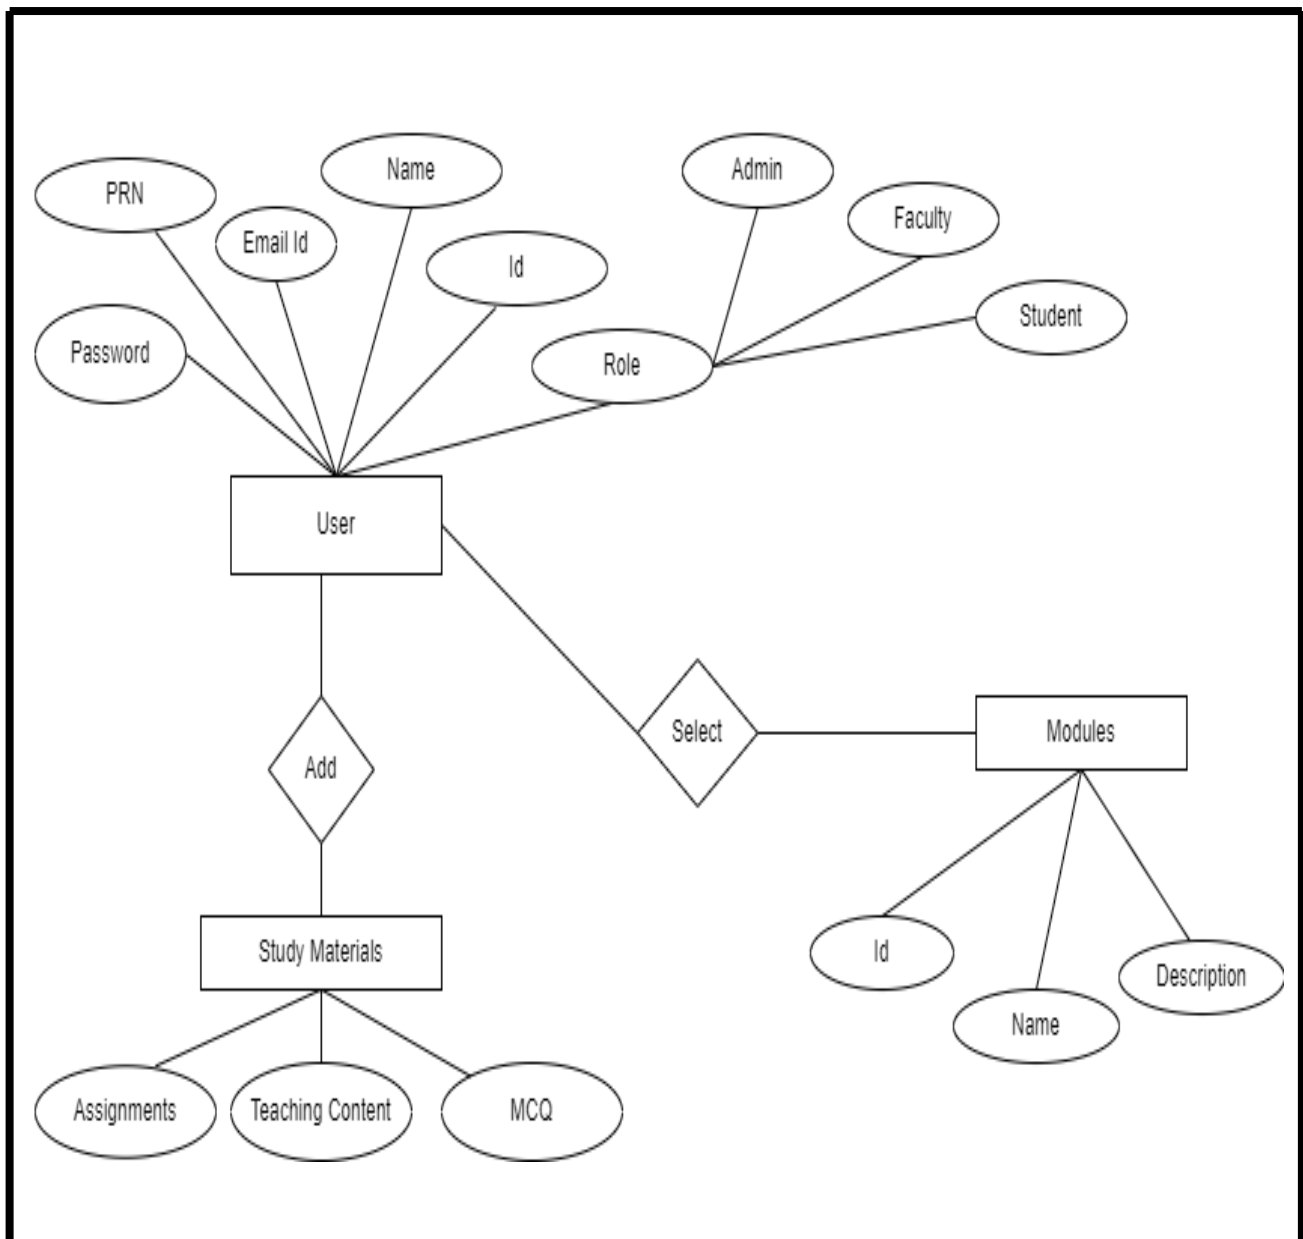 Name
Admin
PRN
Faculty
Email Id
Id
Student
Password
Role
User
Select
Modules
Add
Study Materials
Id
Description
Name
Assignments
Teaching Content
MCQ